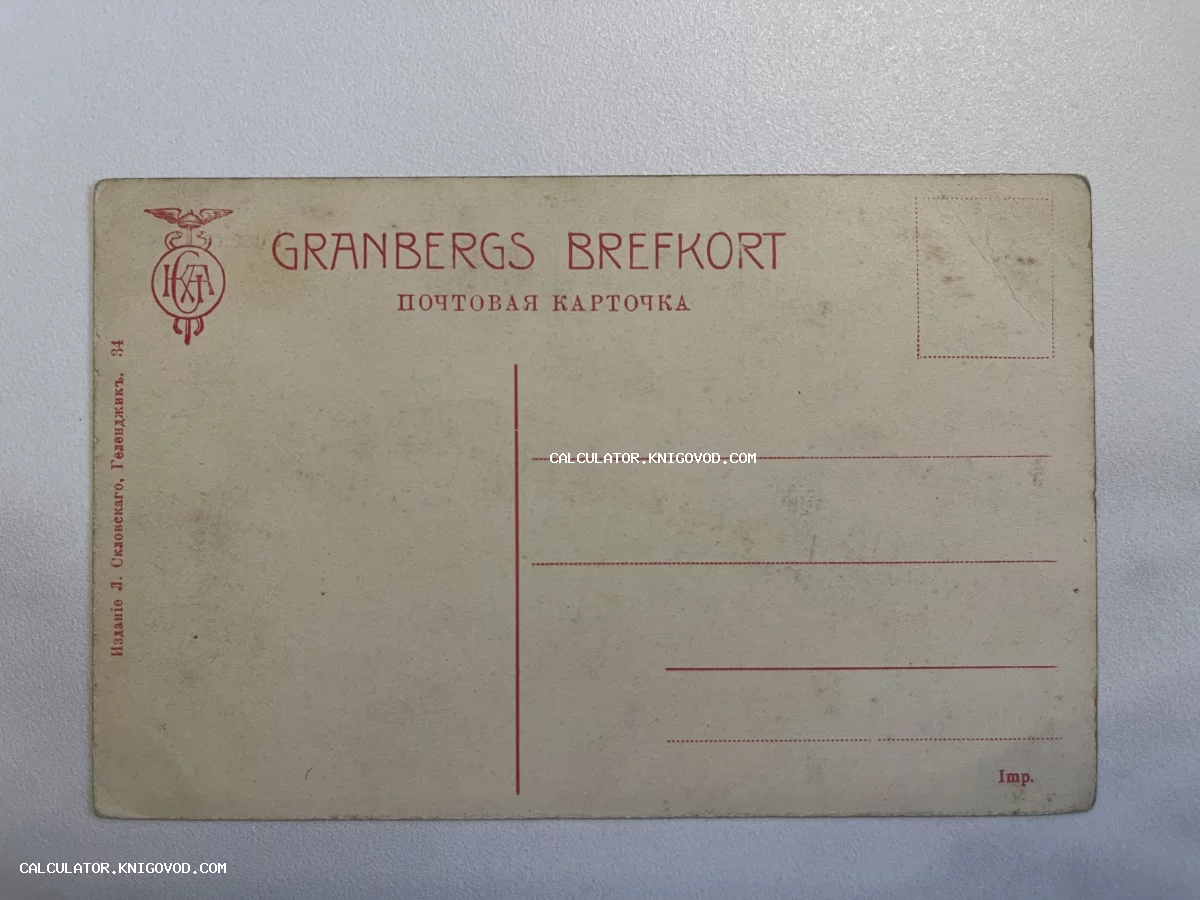 GRANBERGS BREFKORT
ПОЧТОВАЯ КАРТОЧКА
Изданіе Л. Скловскаго, Геленджикъ. 34
CALCULATOR.KNIGOVOD.COM
Imp.
CALCULATOR.KNIGOVOD.COM